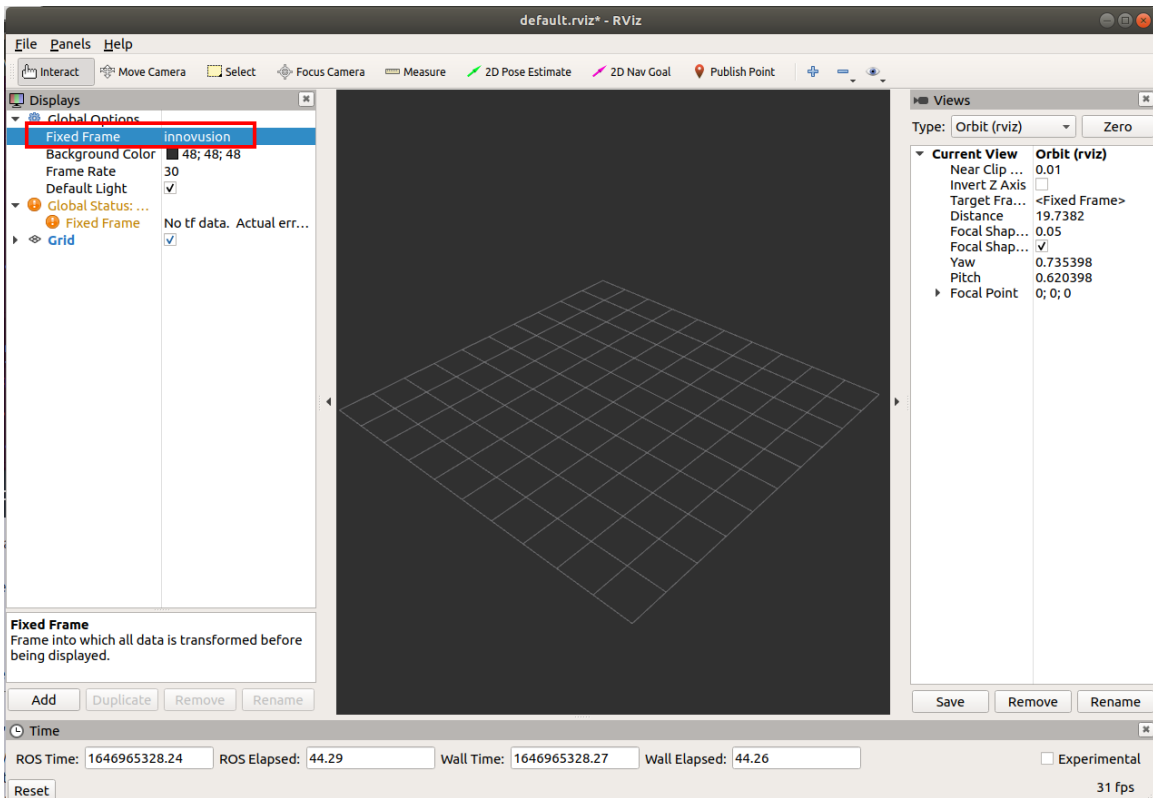 default.rviz* - RViz
File Panels Help
Interact Move Camera Select Focus Camera Measure 2D Pose Estimate 2D Nav Goal Publish Point
Displays
Global Options
Fixed Frame innovusion
Background Color 48; 48; 48
Frame Rate 30
Default Light
Global Status: ...
Fixed Frame No tf data. Actual err...
Grid
Fixed Frame
Frame into which all data is transformed before
being displayed.
Add Duplicate Remove Rename
Views
Type: Orbit (rviz) Zero
Current View Orbit (rviz)
Near Clip ... 0.01
Invert Z Axis
Target Fra... <Fixed Frame>
Distance 19.7382
Focal Shap... 0.05
Focal Shap...
Yaw 0.735398
Pitch 0.620398
Focal Point 0; 0; 0
Save Remove Rename
Time
ROS Time: 1646965328.24 ROS Elapsed: 44.29 Wall Time: 1646965328.27 Wall Elapsed: 44.26 Experimental
Reset 31 fps